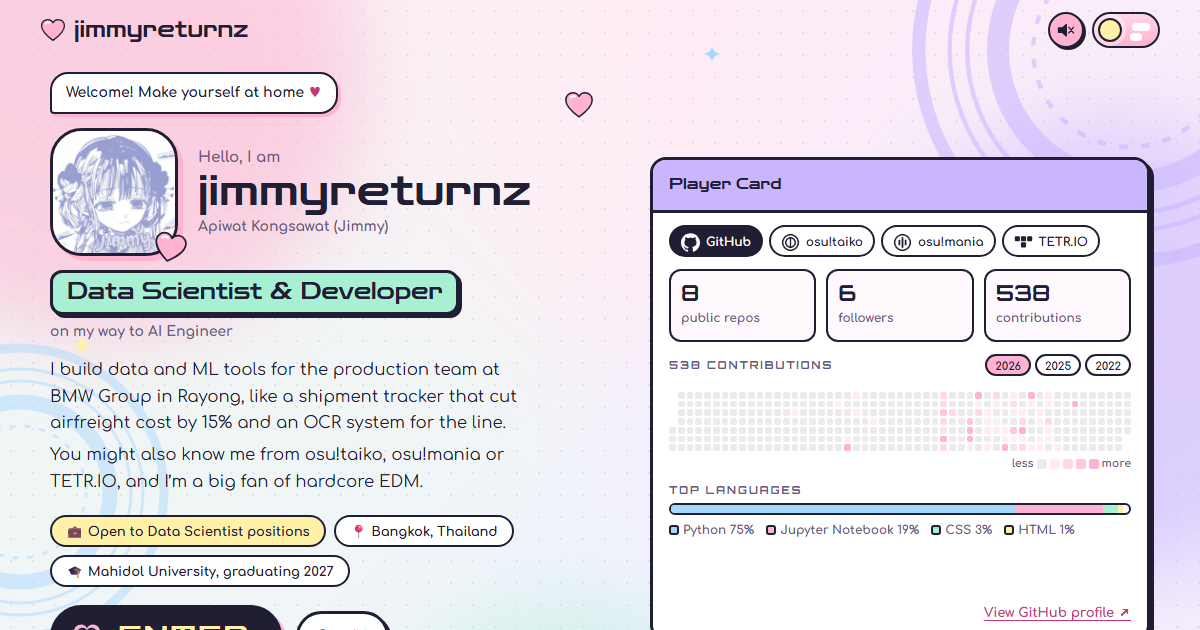 jimmyreturnz
Welcome! Make yourself at home ♥
Hello, I am
jimmyreturnz
Apiwat Kongsawat (Jimmy)
Data Scientist & Developer
on my way to AI Engineer
I build data and ML tools for the production team at
BMW Group in Rayong, like a shipment tracker that cut
airfreight cost by 15% and an OCR system for the line.
You might also know me from osu!taiko, osu!mania or
TETR.IO, and I'm a big fan of hardcore EDM.
Open to Data Scientist positions
Bangkok, Thailand
Mahidol University, graduating 2027
ENTER
Player Card
GitHub osu!taiko osu!mania TETR.IO
8 6 538
public repos followers contributions
538 CONTRIBUTIONS 2026 2025 2022
less more
TOP LANGUAGES
Python 75% Jupyter Notebook 19% CSS 3% HTML 1%
View GitHub profile ↗